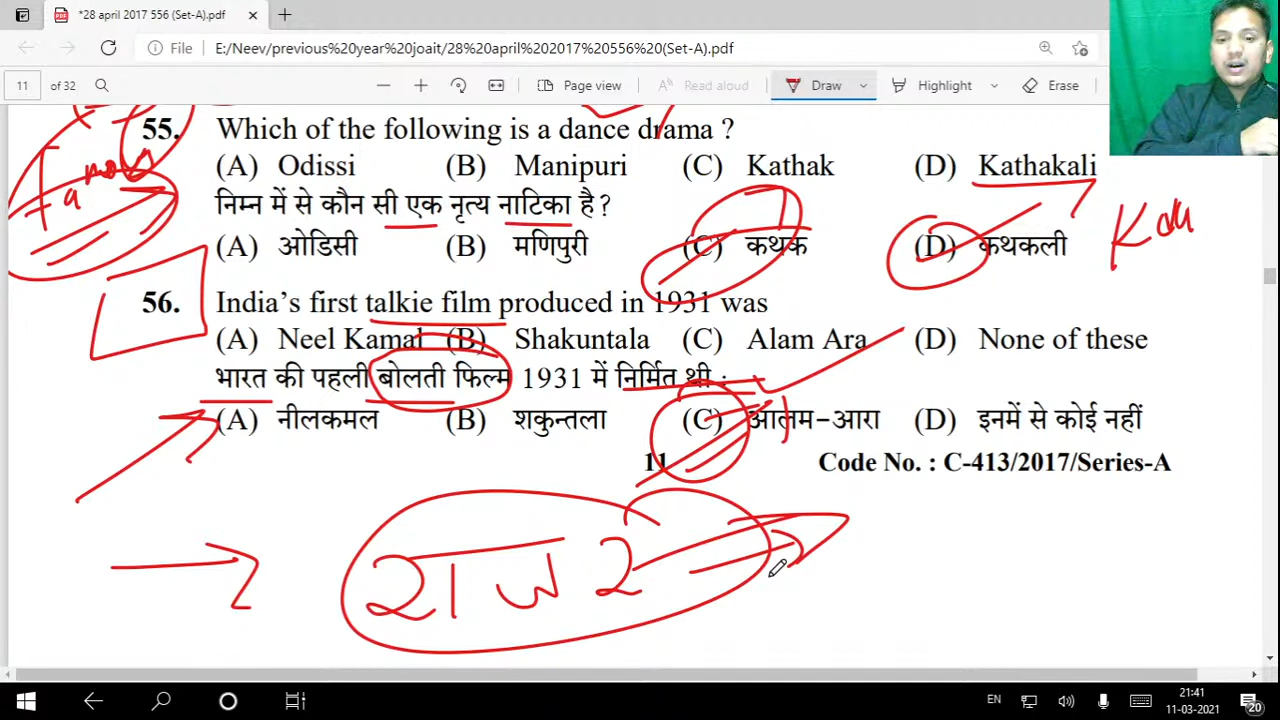 *28 april 2017 556 (Set-A).pdf
File E:/Neev/previous%20year%20joait/28%20april%202017%20556%20(Set-A).pdf
11 of 32 Page view Read aloud Draw Highlight Erase
55. Which of the following is a dance drama ?
(A) Odissi (B) Manipuri (C) Kathak (D) Kathakali
निम्न में से कौन सी एक नृत्य नाटिका है ?
(A) ओडिसी (B) मणिपुरी (C) कथक (D) कथकली
56. India's first talkie film produced in 1931 was
(A) Neel Kamal (B) Shakuntala (C) Alam Ara (D) None of these
भारत की पहली बोलती फिल्म 1931 में निर्मित थी :
(A) नीलकमल (B) शकुन्तला (C) आलम-आरा (D) इनमें से कोई नहीं
11 Code No. : C-413/2017/Series-A
EN 21:41
11-03-2021 20